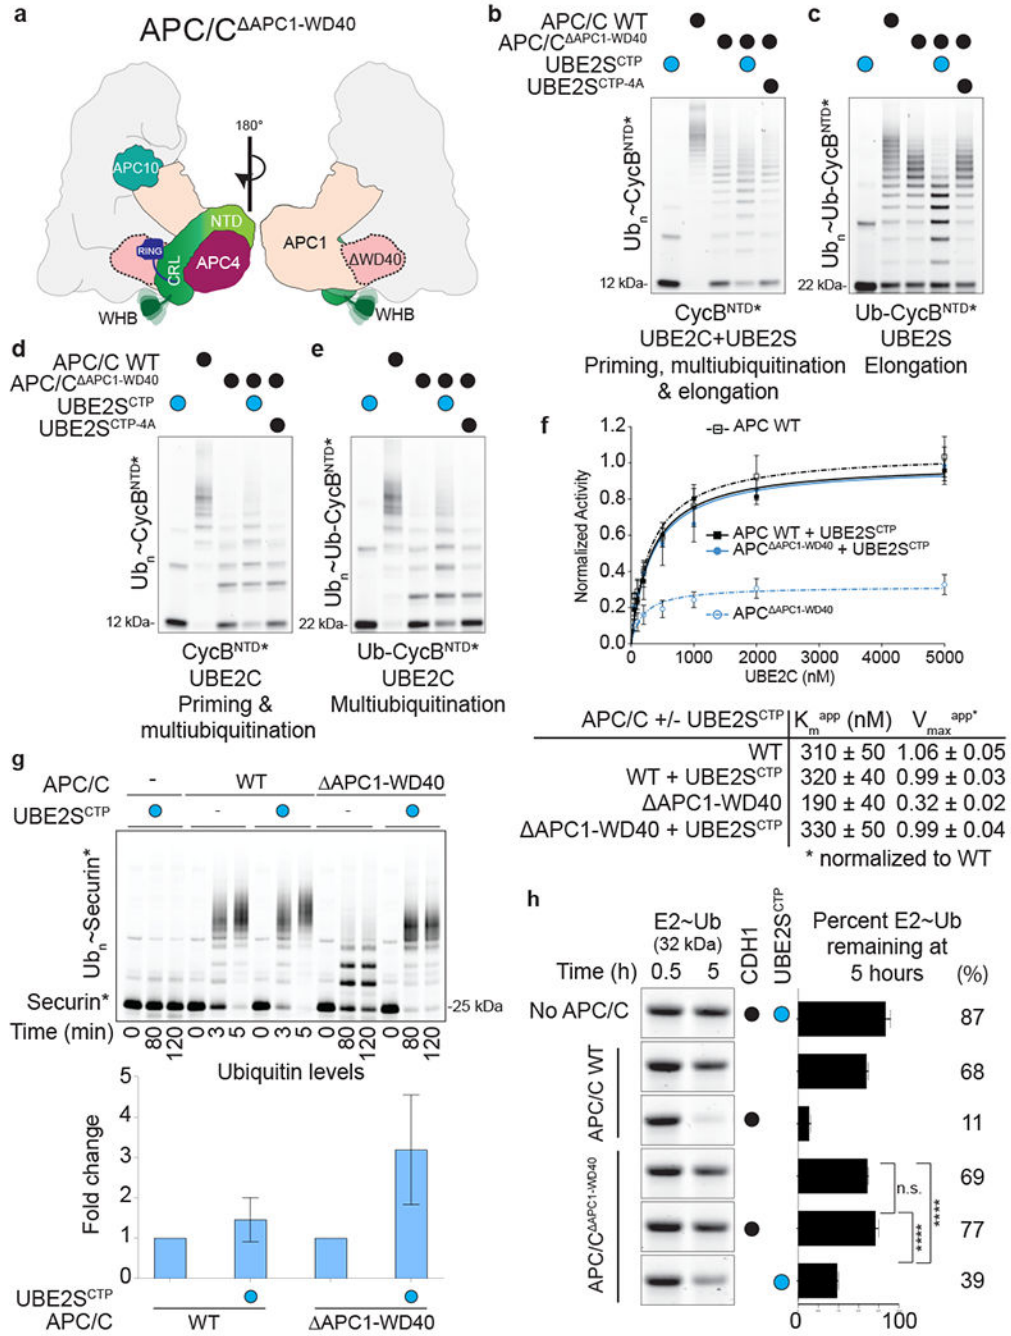 a
APC/C^ΔAPC1-WD40
180°
APC10
NTD
RING
CRL
APC4
APC1
ΔWD40
WHB
WHB
b
APC/C WT
APC/C^ΔAPC1-WD40
UBE2S^CTP
UBE2S^CTP-4A
Ub_n~CycB^NTD*
12 kDa-
CycB^NTD*
UBE2C+UBE2S
Priming, multiubiquitination
& elongation
c
Ub_n~Ub-CycB^NTD*
22 kDa-
Ub-CycB^NTD*
UBE2S
Elongation
d
APC/C WT
APC/C^ΔAPC1-WD40
UBE2S^CTP
UBE2S^CTP-4A
Ub_n~CycB^NTD*
12 kDa-
CycB^NTD*
UBE2C
Priming &
multiubiquitination
e
Ub_n~Ub-CycB^NTD*
22 kDa-
Ub-CycB^NTD*
UBE2C
Multiubiquitination
f
Normalized Activity
1.2
1.0
0.8
0.6
0.4
0.2
0.0
APC WT
APC WT + UBE2S^CTP
APC^ΔAPC1-WD40 + UBE2S^CTP
APC^ΔAPC1-WD40
0 1000 2000 3000 4000 5000
UBE2C (nM)
APC/C +/- UBE2S^CTP K_m^app (nM) V_max^app*
WT 310 ± 50 1.06 ± 0.05
WT + UBE2S^CTP 320 ± 40 0.99 ± 0.03
ΔAPC1-WD40 190 ± 40 0.32 ± 0.02
ΔAPC1-WD40 + UBE2S^CTP 330 ± 50 0.99 ± 0.04
* normalized to WT
g
APC/C - WT ΔAPC1-WD40
UBE2S^CTP - -
Ub_n~Securin*
Securin*
-25 kDa
Time (min) 0 80 120 0 3 5 0 3 5 0 80 120 0 80 120
Ubiquitin levels
Fold change
5
4
3
2
1
0
UBE2S^CTP
APC/C WT ΔAPC1-WD40
h
E2~Ub
(32 kDa)
Time (h) 0.5 5
CDH1
UBE2S^CTP
Percent E2~Ub
remaining at
5 hours (%)
No APC/C
87
APC/C WT
68
11
APC/C^ΔAPC1-WD40
69
n.s.
****
77
****
39
0 100